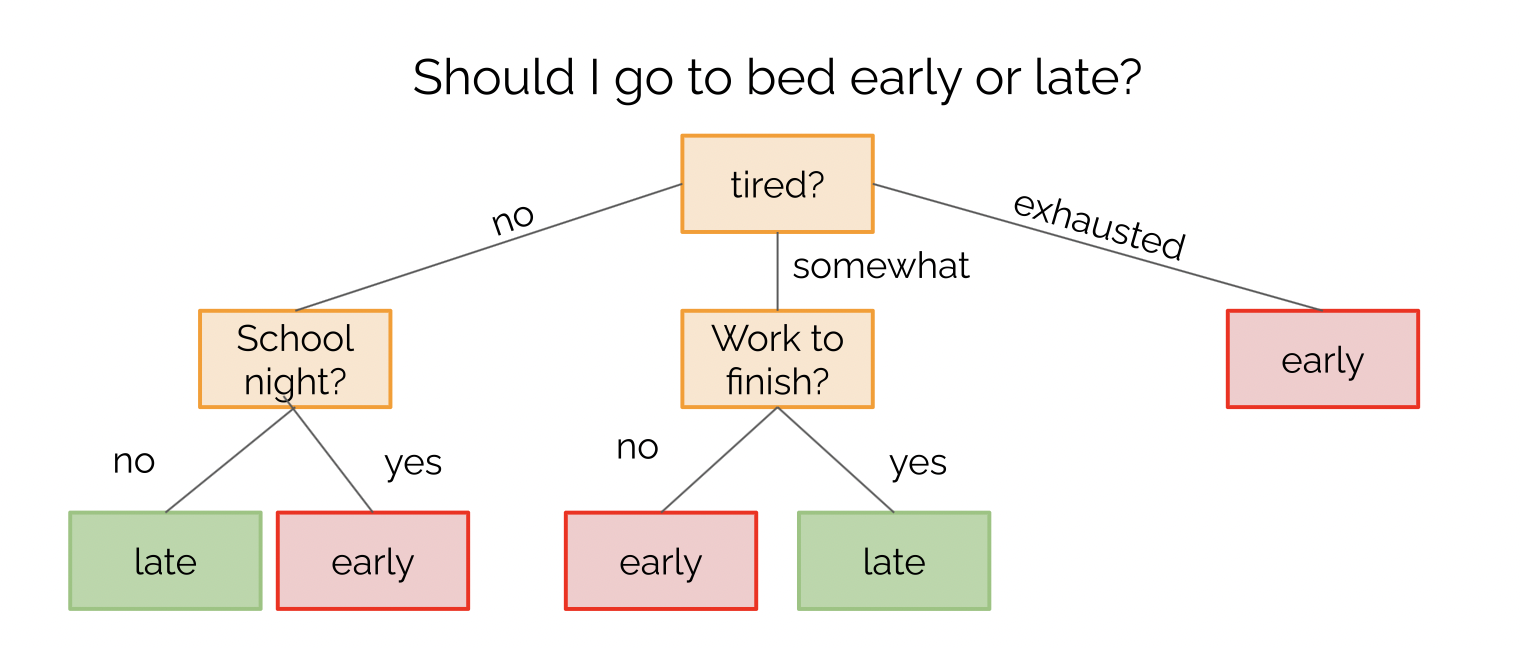 Should I go to bed early or late?
tired?
no
somewhat
exhausted
School
night?
Work to
finish?
early
no
yes
no
yes
late
early
early
late